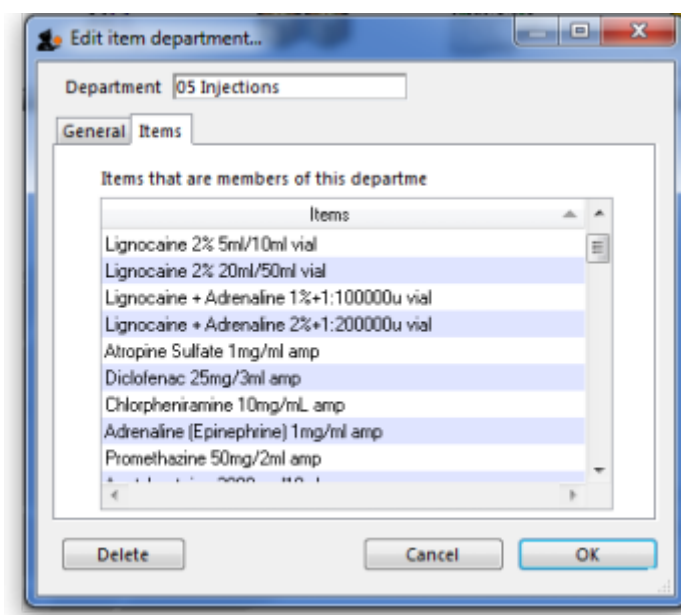 Edit item department...
Department 05 Injections
General Items
Items that are members of this departme
Items
Lignocaine 2% 5ml/10ml vial
Lignocaine 2% 20ml/50ml vial
Lignocaine + Adrenaline 1%+1:100000u vial
Lignocaine + Adrenaline 2%+1:200000u vial
Atropine Sulfate 1mg/ml amp
Diclofenac 25mg/3ml amp
Chlorpheniramine 10mg/mL amp
Adrenaline (Epinephrine) 1mg/ml amp
Promethazine 50mg/2ml amp
Delete Cancel OK